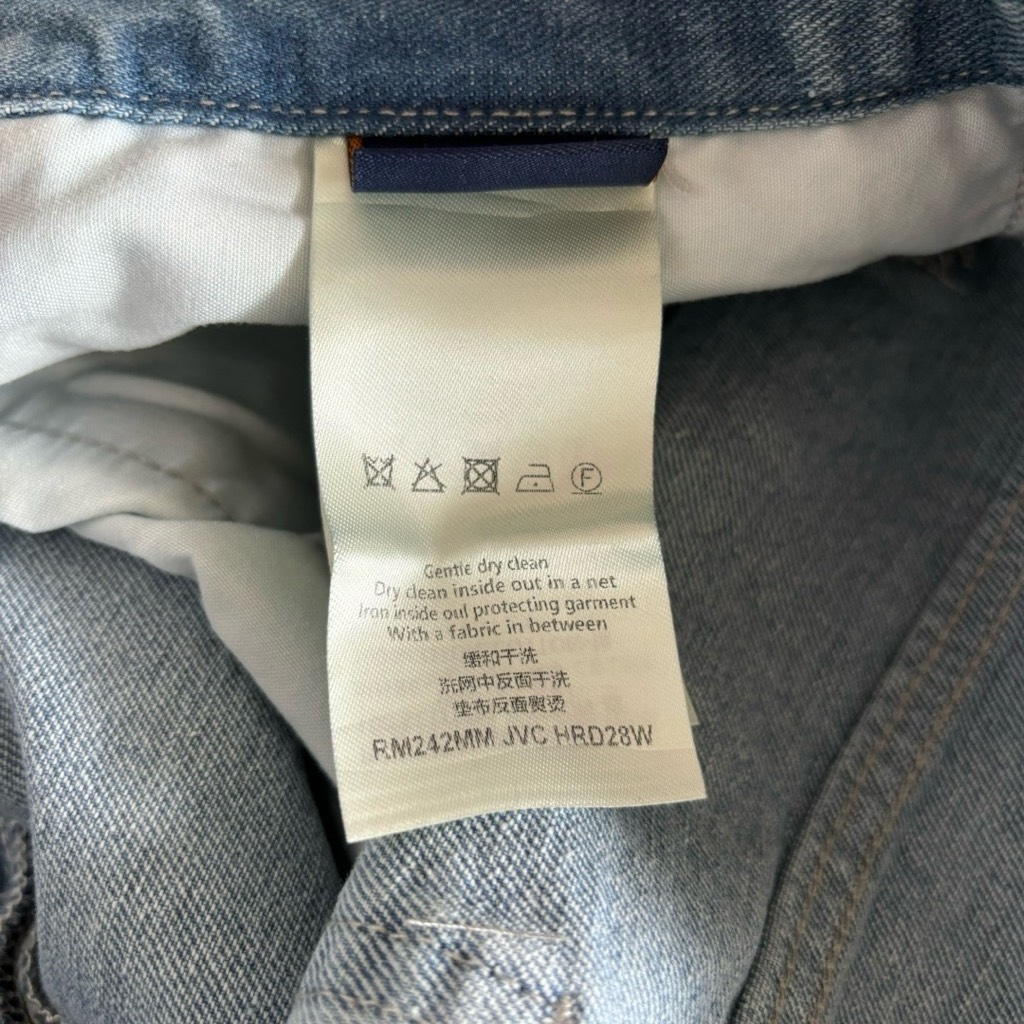 F
Gentle dry clean
Dry clean inside out in a net
Iron inside out protecting garment
With a fabric in between
缓和干洗
洗网中反面干洗
垫布反面熨烫
RM242MM JVC HRD28W